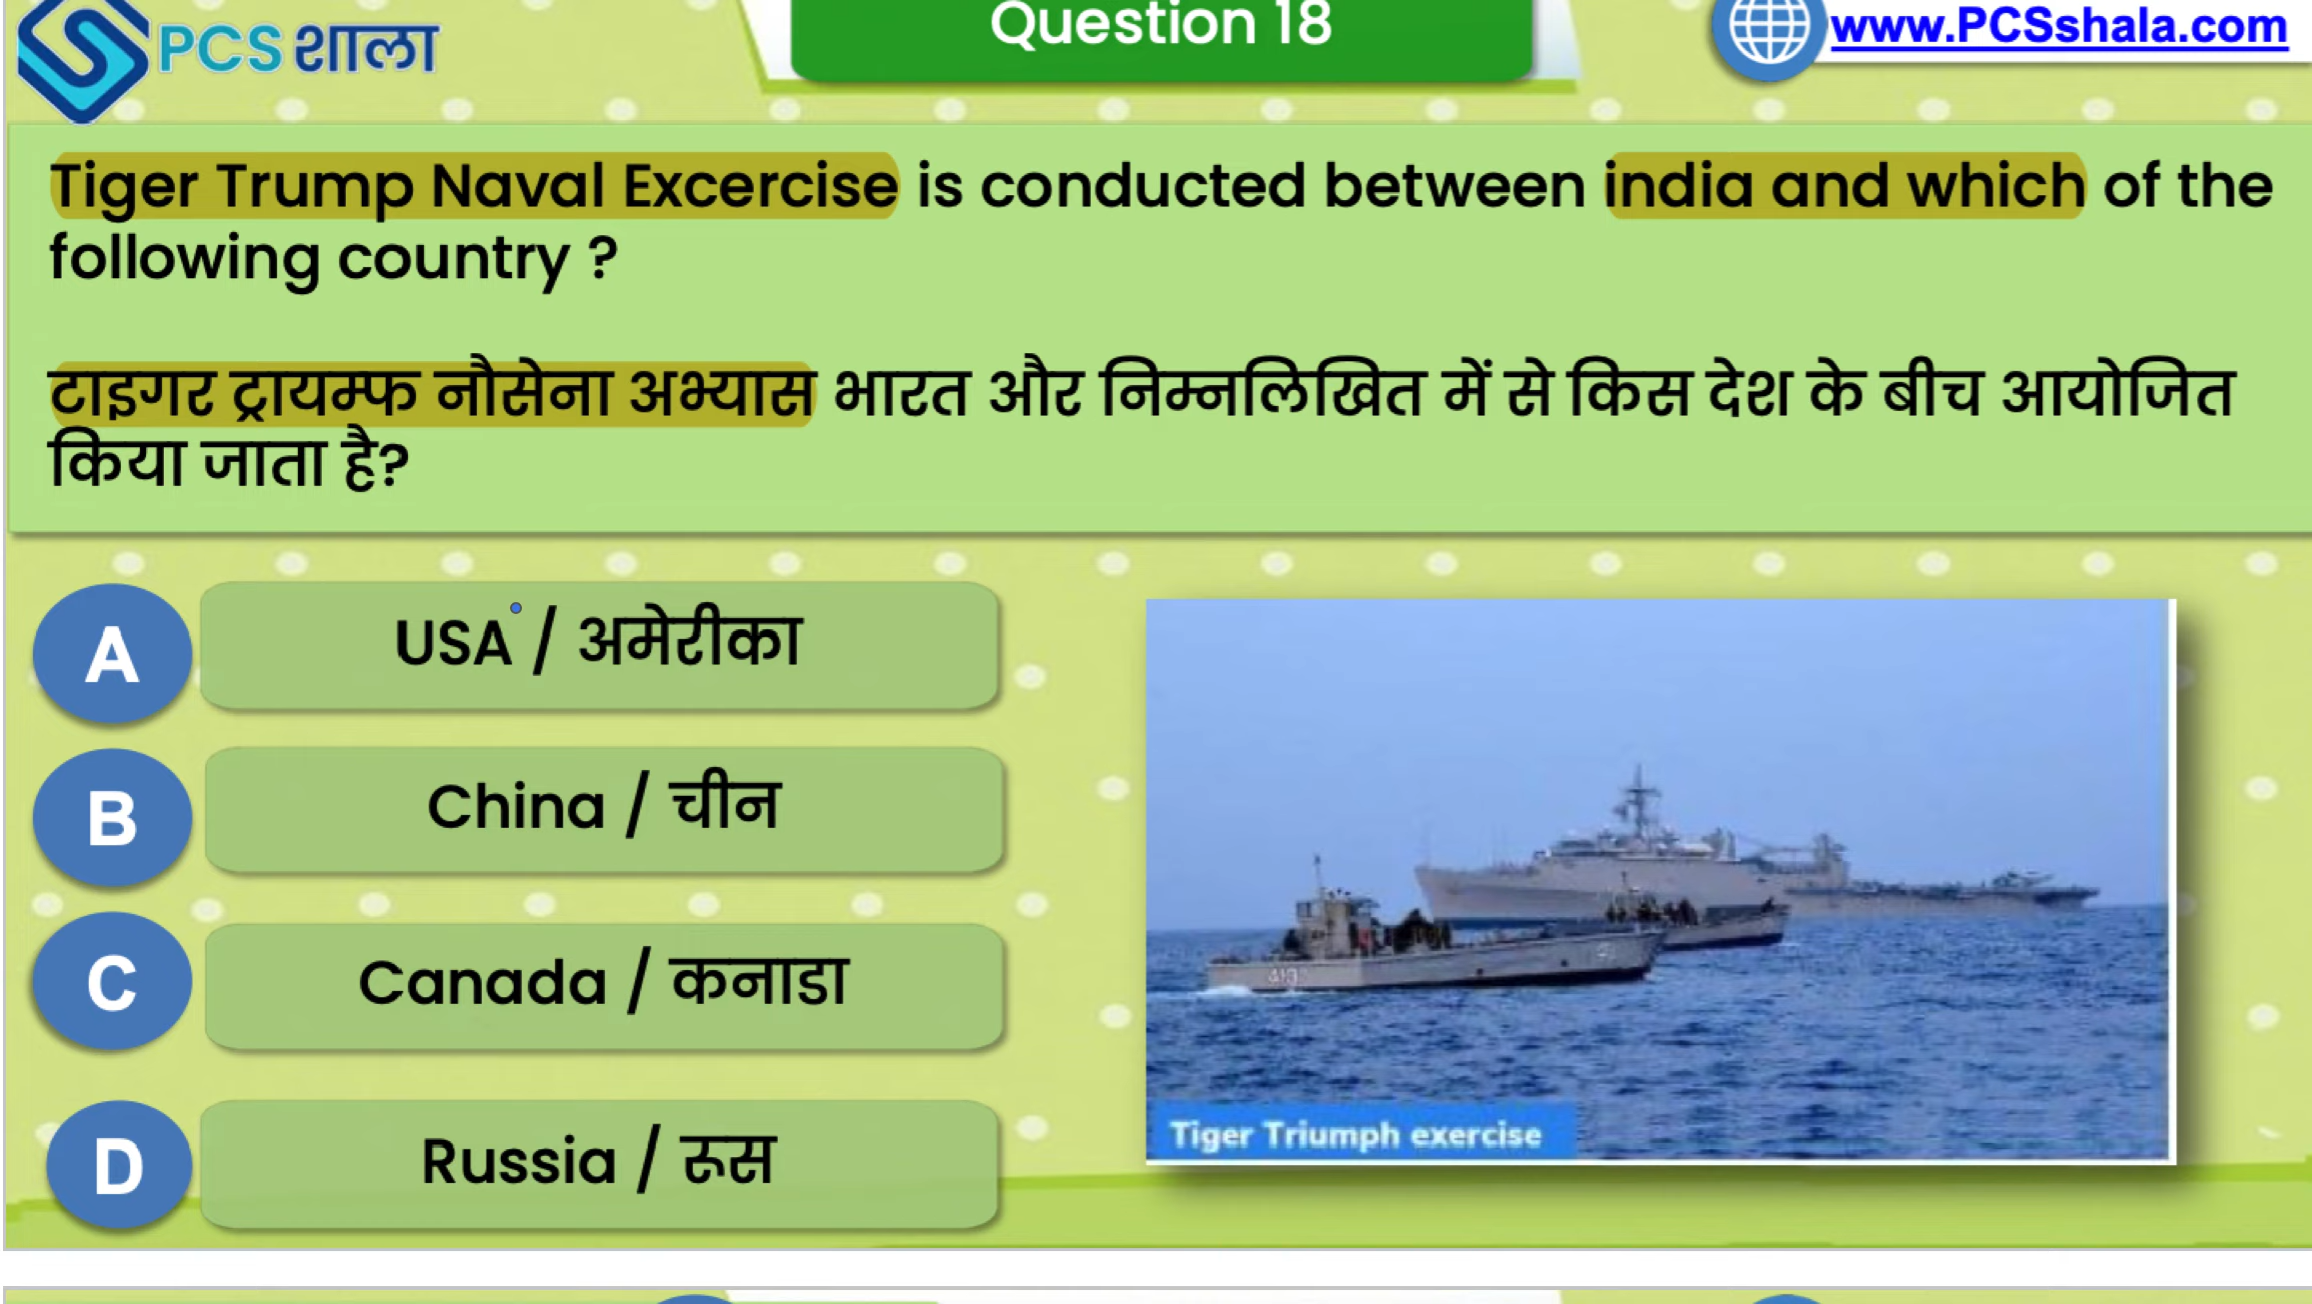 PCS शाला
Question 18
www.PCSshala.com
Tiger Trump Naval Excercise is conducted between india and which of the
following country ?
टाइगर ट्रायम्फ नौसेना अभ्यास भारत और निम्नलिखित में से किस देश के बीच आयोजित
किया जाता है?
A
USA / अमेरीका
B
China / चीन
C
Canada / कनाडा
D
Russia / रूस
Tiger Triumph exercise